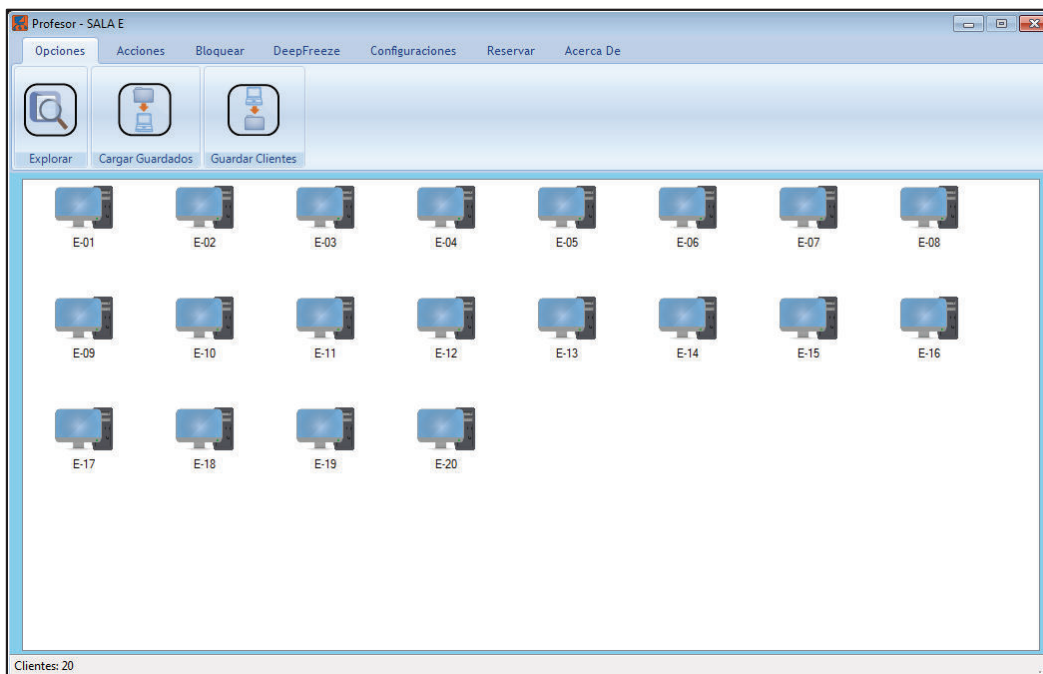 Profesor - SALA E
Opciones Acciones Bloquear DeepFreeze Configuraciones Reservar Acerca De
Explorar Cargar Guardados Guardar Clientes
E-01 E-02 E-03 E-04 E-05 E-06 E-07 E-08
E-09 E-10 E-11 E-12 E-13 E-14 E-15 E-16
E-17 E-18 E-19 E-20
Clientes: 20